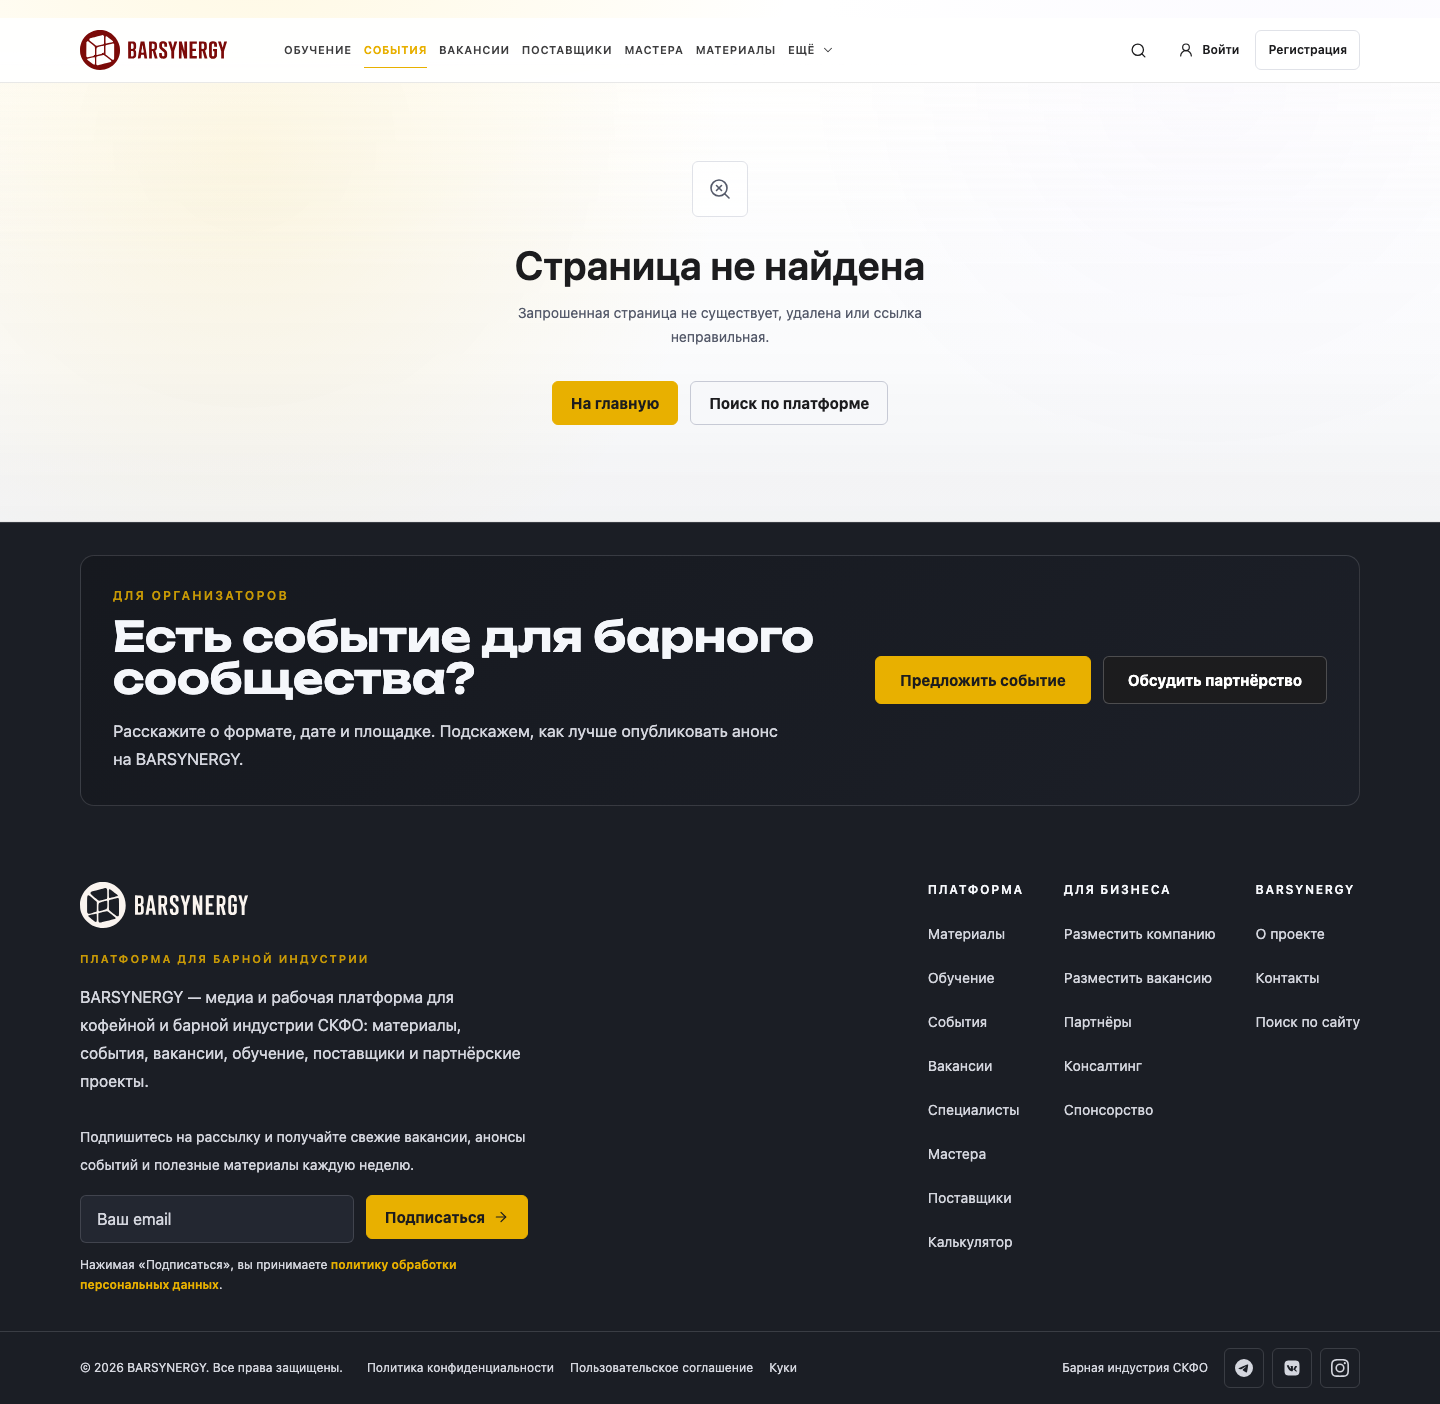 BARSYNERGY
ОБУЧЕНИЕ СОБЫТИЯ ВАКАНСИИ ПОСТАВЩИКИ МАСТЕРА МАТЕРИАЛЫ ЕЩЁ
Войти
Регистрация
Страница не найдена
Запрошенная страница не существует, удалена или ссылка
неправильная.
На главную
Поиск по платформе
ДЛЯ ОРГАНИЗАТОРОВ
Есть событие для барного
сообщества?
Расскажите о формате, дате и площадке. Подскажем, как лучше опубликовать анонс
на BARSYNERGY.
Предложить событие
Обсудить партнёрство
BARSYNERGY
ПЛАТФОРМА ДЛЯ БАРНОЙ ИНДУСТРИИ
BARSYNERGY — медиа и рабочая платформа для
кофейной и барной индустрии СКФО: материалы,
события, вакансии, обучение, поставщики и партнёрские
проекты.
Подпишитесь на рассылку и получайте свежие вакансии, анонсы
событий и полезные материалы каждую неделю.
Ваш email
Подписаться
Нажимая «Подписаться», вы принимаете политику обработки
персональных данных.
ПЛАТФОРМА
Материалы
Обучение
События
Вакансии
Специалисты
Мастера
Поставщики
Калькулятор
ДЛЯ БИЗНЕСА
Разместить компанию
Разместить вакансию
Партнёры
Консалтинг
Спонсорство
BARSYNERGY
О проекте
Контакты
Поиск по сайту
© 2026 BARSYNERGY. Все права защищены.
Политика конфиденциальности
Пользовательское соглашение
Куки
Барная индустрия СКФО